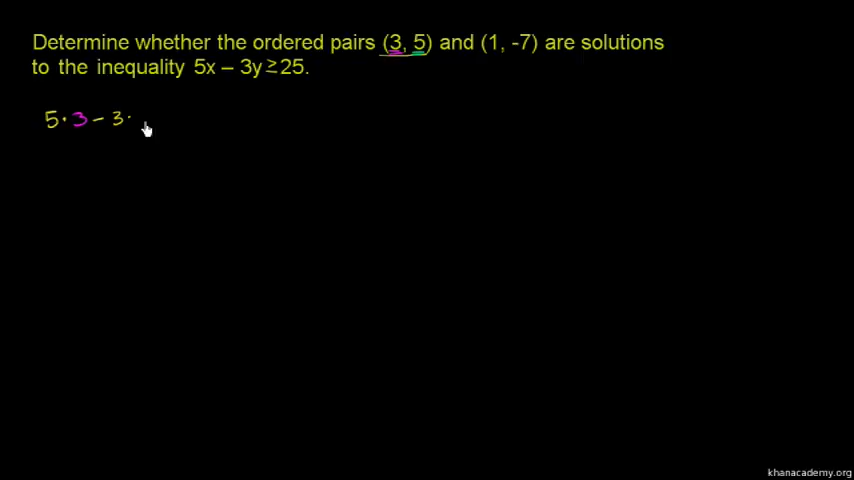 Determine whether the ordered pairs (3, 5) and (1, -7) are solutions
to the inequality 5x – 3y ≥ 25.
5 · 3 - 3 ·
khanacademy.org